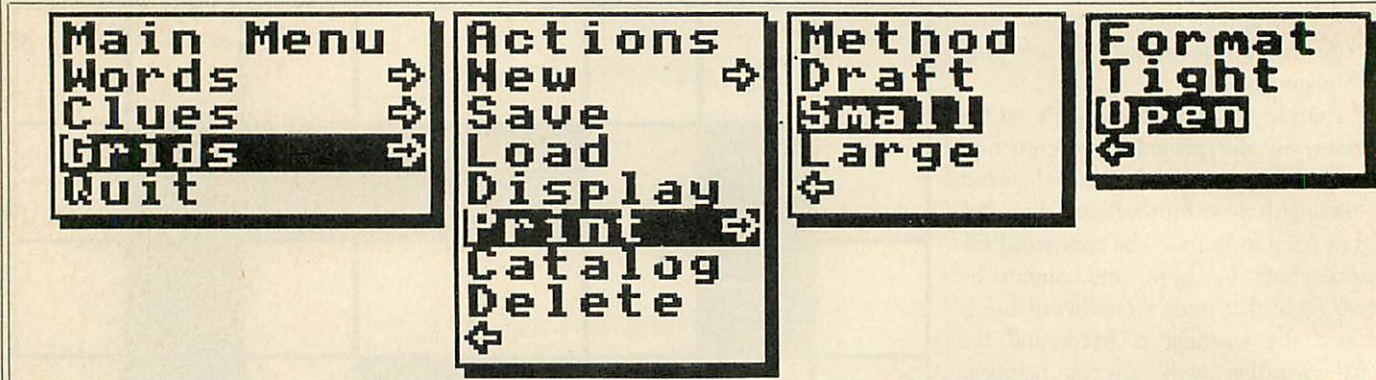 Main Menu
Words ⇨
Clues ⇨
Grids ⇨
Quit
Actions
New ⇨
Save
Load
Display
Print ⇨
Catalog
Delete
⇦
Method
Draft
Small
Large
⇦
Format
Tight
Open
⇦